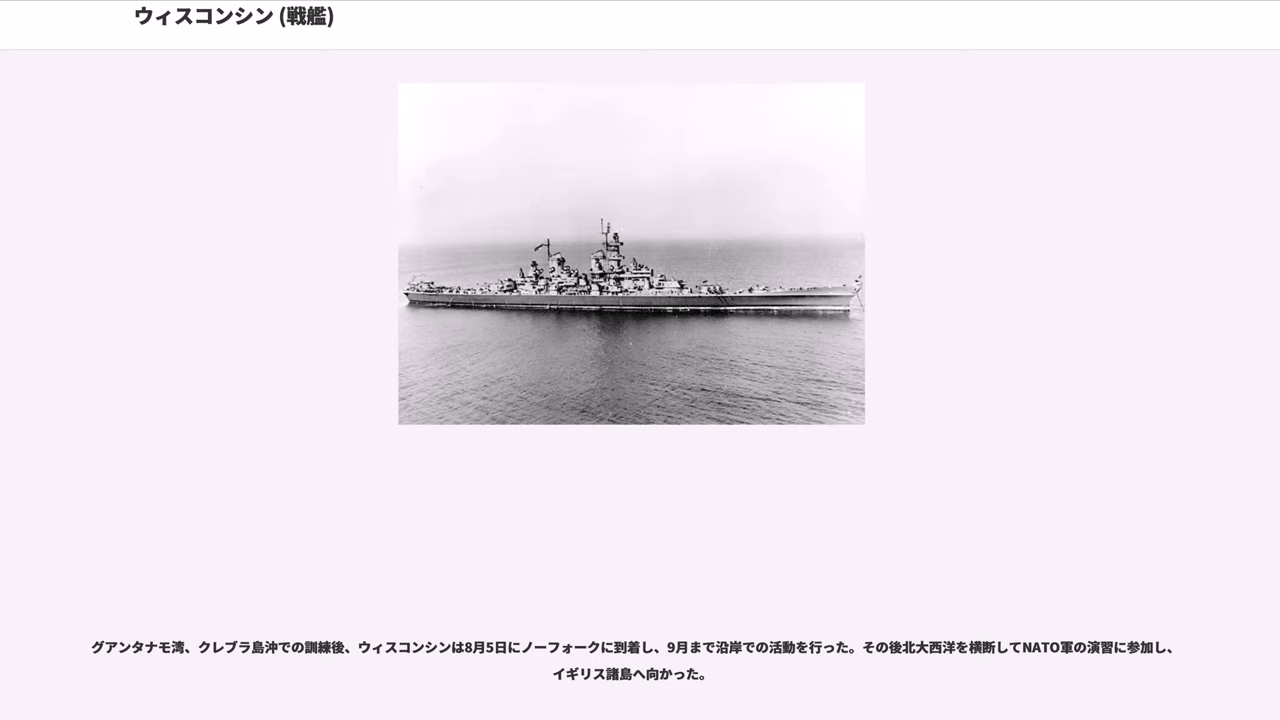 ウィスコンシン (戦艦)
グアンタナモ湾、クレブラ島沖での訓練後、ウィスコンシンは8月5日にノーフォークに到着し、9月まで沿岸での活動を行った。その後北大西洋を横断してNATO軍の演習に参加し、
イギリス諸島へ向かった。